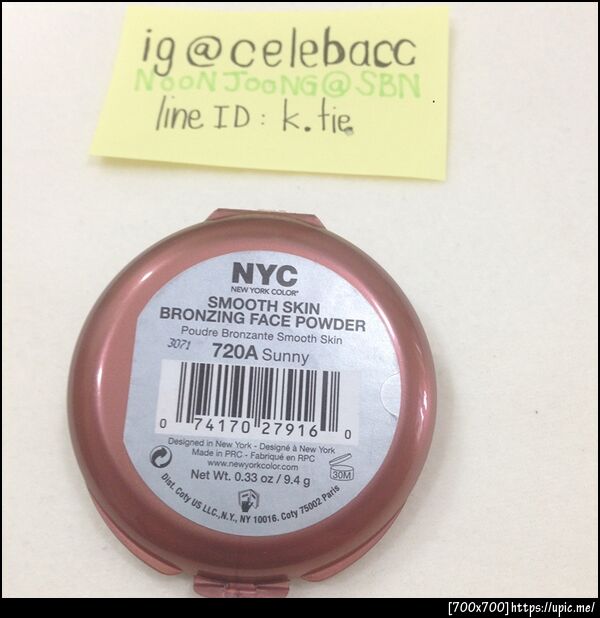 ig@celebacc
NOONJOONG@SBN
line ID : k.tie
NYC
NEW YORK COLOR®
SMOOTH SKIN
BRONZING FACE POWDER
Poudre Bronzante Smooth Skin
3071 720A Sunny
0 74170 27916 0
Designed in New York - Designé à New York
Made in PRC - Fabriqué en RPC
www.newyorkcolor.com
Net Wt. 0.33 oz / 9.4 g
30M
Dist. Coty US LLC., N.Y., NY 10016. Coty 75002 Paris
[700x700]https://upic.me/